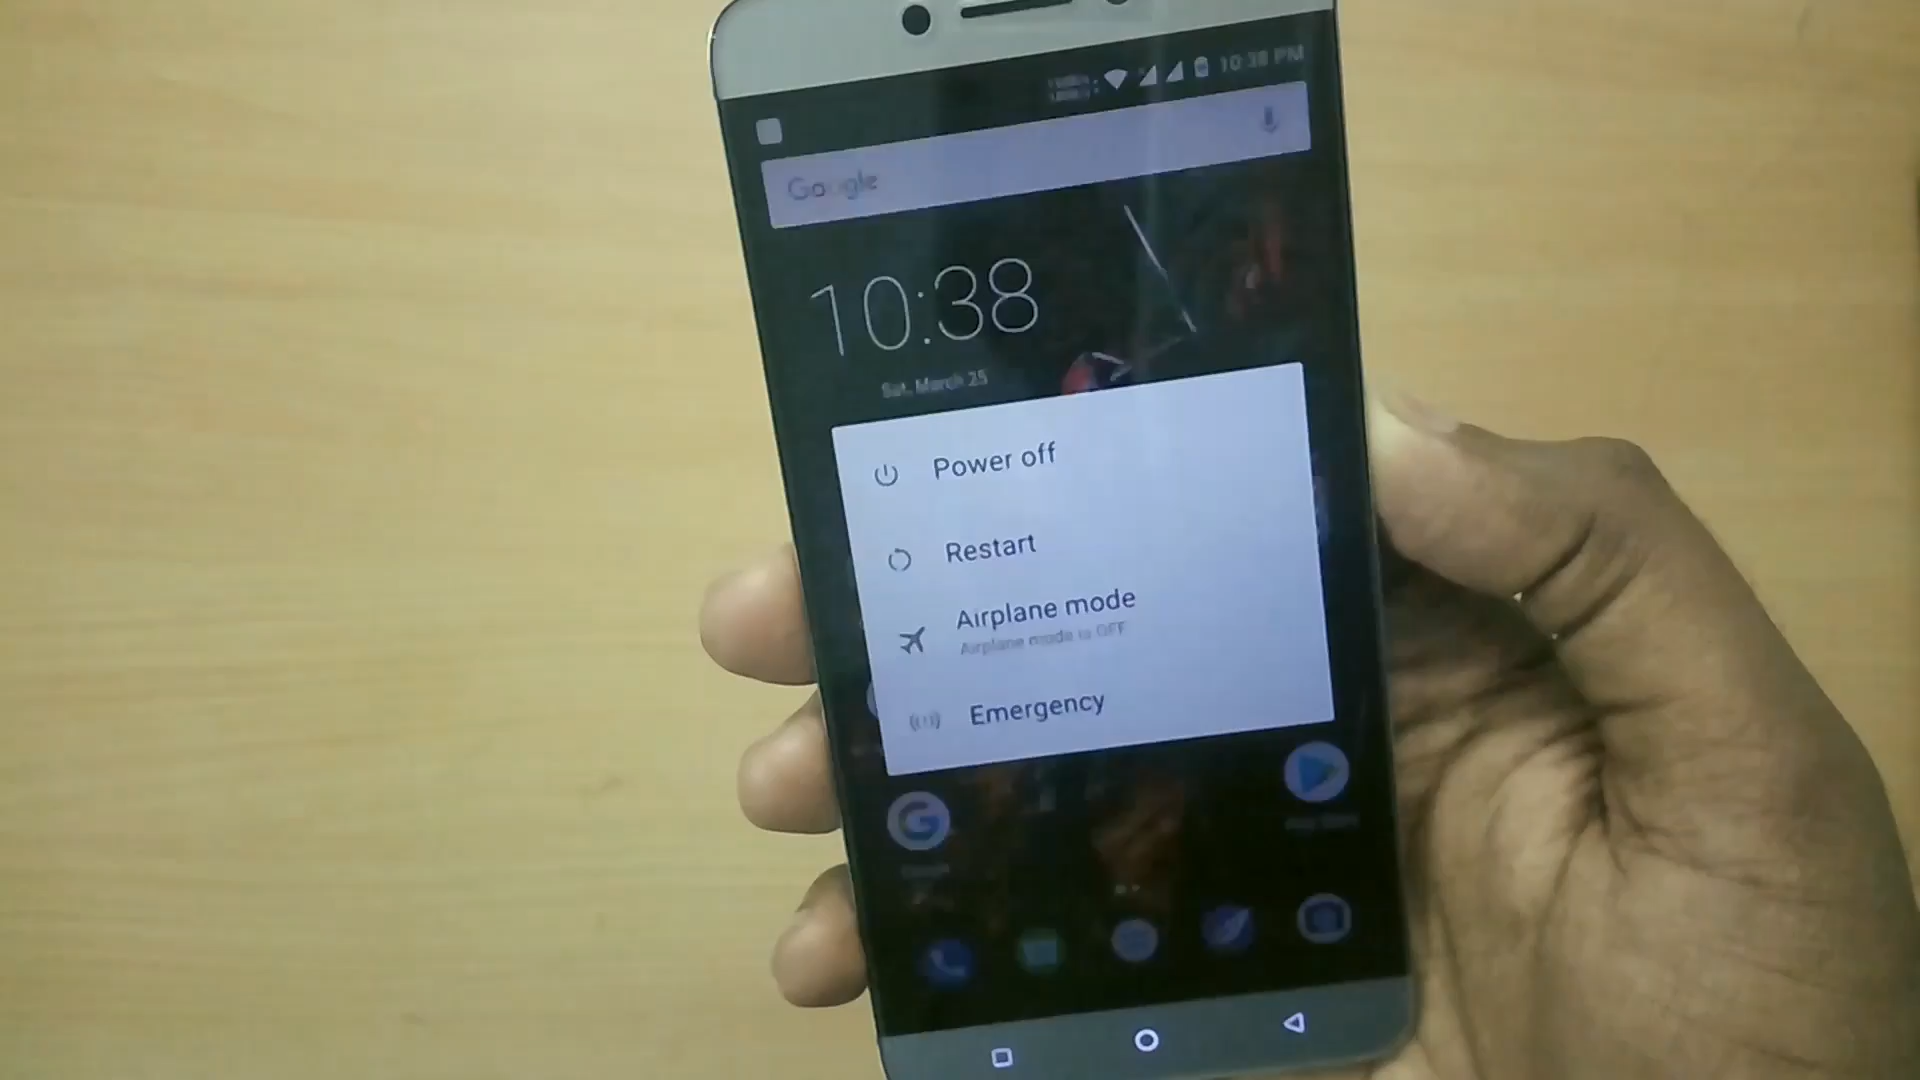 10:38 PM
Google
10:38
Sat, March 25
Power off
Restart
Airplane mode
Airplane mode is OFF
Emergency